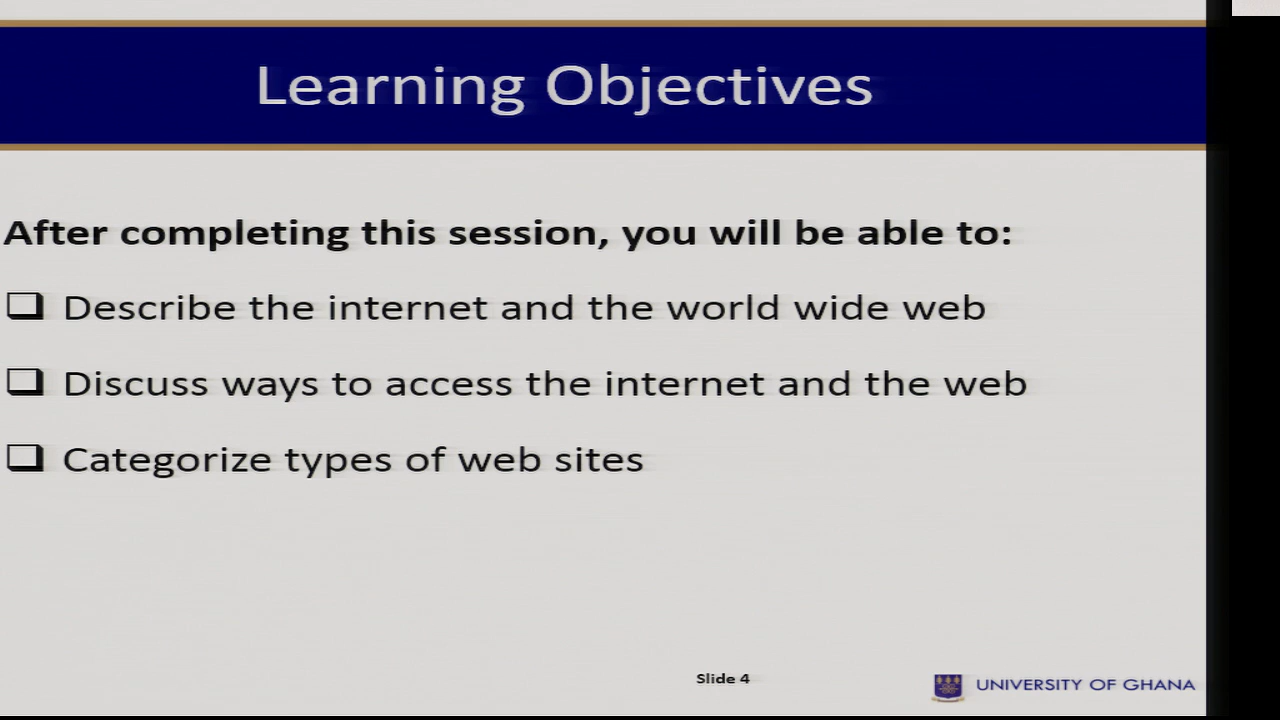 Learning Objectives
After completing this session, you will be able to:
Describe the internet and the world wide web
Discuss ways to access the internet and the web
Categorize types of web sites
Slide 4
UNIVERSITY OF GHANA